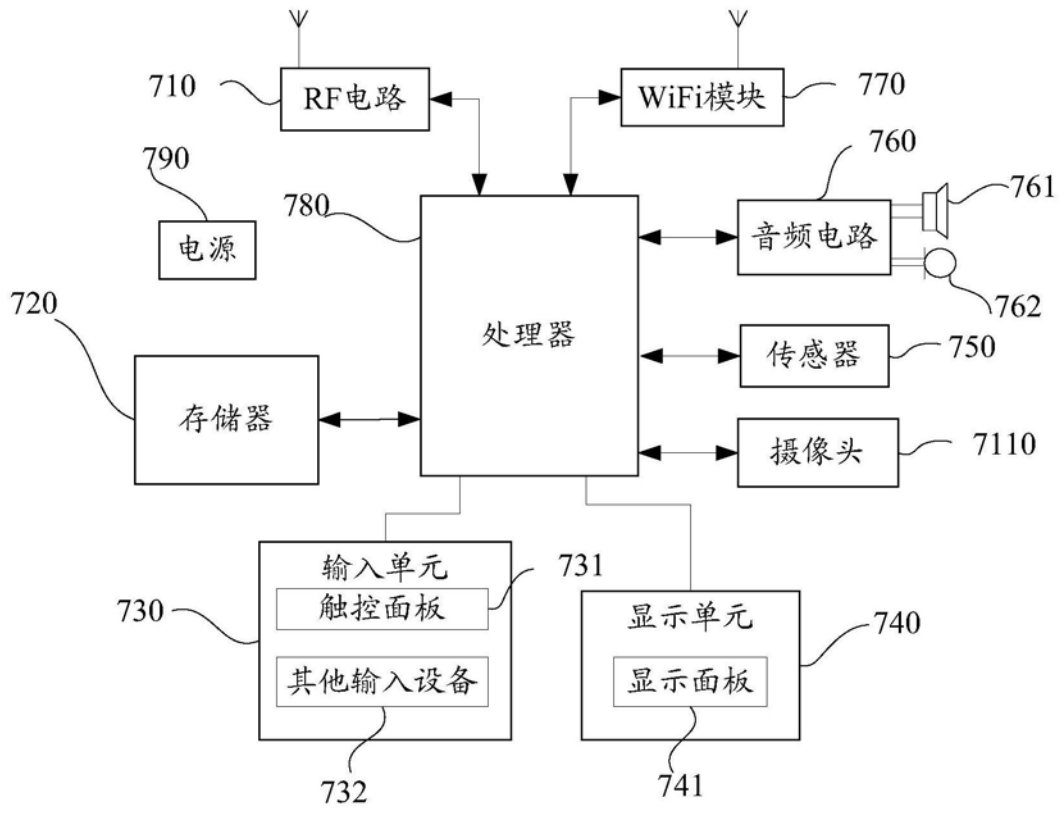 710
RF电路
WiFi模块
770
790
电源
780
处理器
760
音频电路
761
762
720
存储器
传感器
750
摄像头
7110
输入单元
触控面板
731
730
其他输入设备
732
显示单元
740
显示面板
741